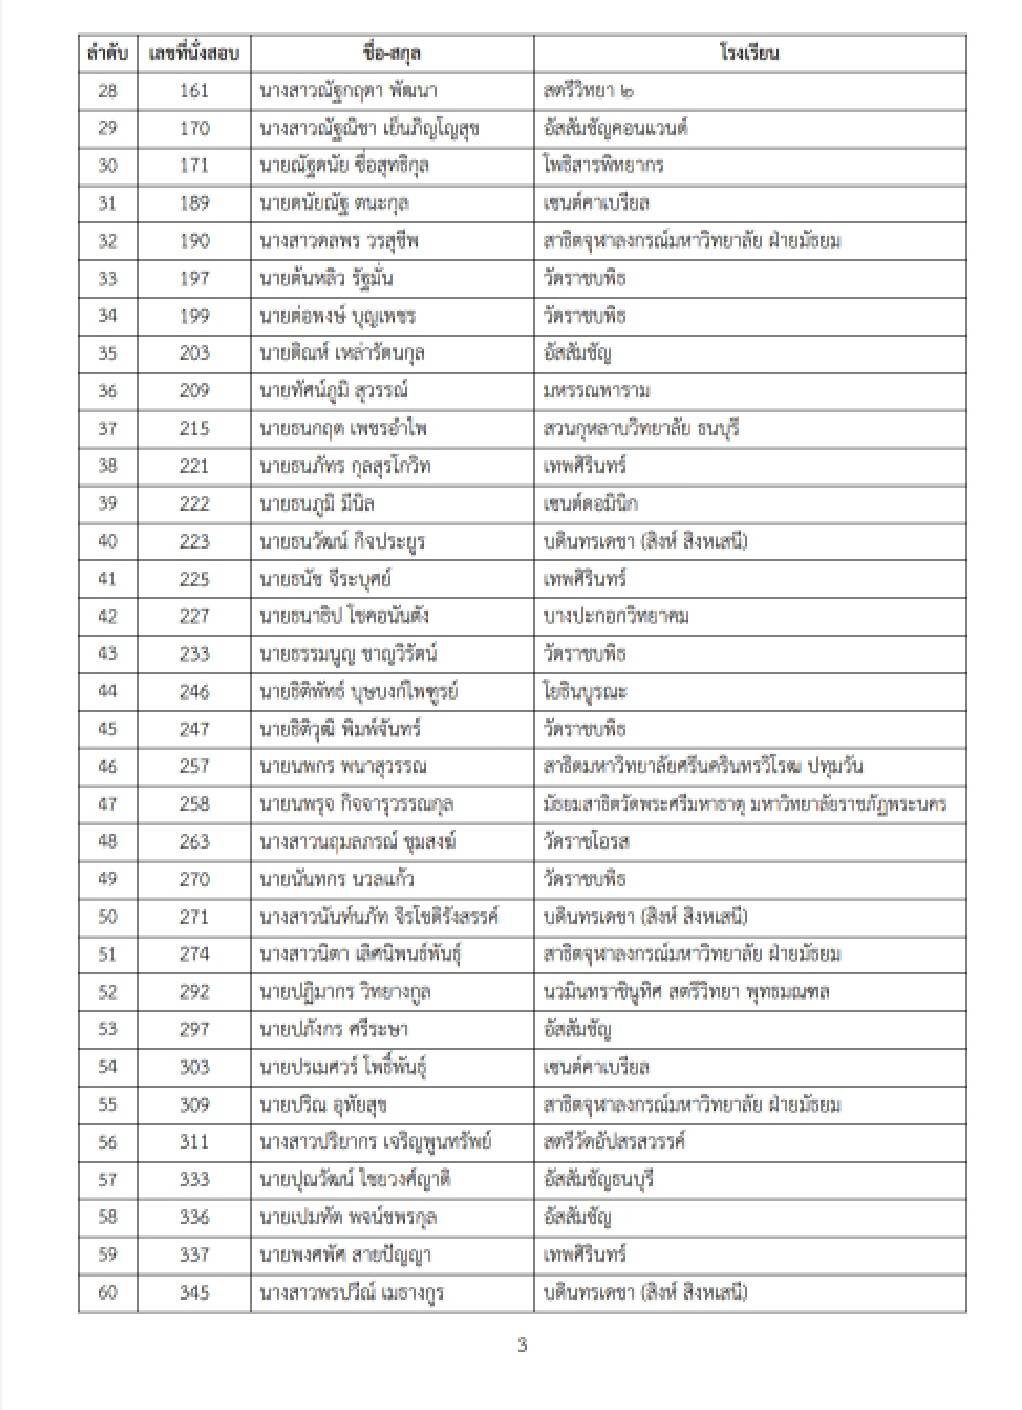 ลำดับ เลขที่นั่งสอบ ชื่อ-สกุล โรงเรียน
28 161 นางสาวณัฐกฤตา พัฒนา สตรีวิทยา ๒
29 170 นางสาวณัฐณิชา เย็นภิญโญสุข อัสสัมชัญคอนแวนต์
30 171 นายณัฐดนัย ชื่อสุทธิกุล โพธิสารพิทยากร
31 189 นายดนัยณัฐ ตนะกุล เซนต์คาเบรียล
32 190 นางสาวดลพร วรสุชีพ สาธิตจุฬาลงกรณ์มหาวิทยาลัย ฝ่ายมัธยม
33 197 นายต้นหลิว รัฐมั่น วัดราชบพิธ
34 199 นายต่อพงษ์ บุญเพชร วัดราชบพิธ
35 203 นายติณห์ เหล่ารัตนกุล อัสสัมชัญ
36 209 นายทัศน์ภูมิ สุวรรณ์ มหรรณพาราม
37 215 นายธนกฤต เพชรอำไพ สวนกุหลาบวิทยาลัย ธนบุรี
38 221 นายธนภัทร กุลสุรโกวิท เทพศิรินทร์
39 222 นายธนภูมิ มีนิล เซนต์ดอมินิก
40 223 นายธนวัฒน์ กิจประยูร บดินทรเดชา (สิงห์ สิงหเสนี)
41 225 นายธนัช จีระบุศย์ เทพศิรินทร์
42 227 นายธนาธิป โชคอนันตัง บางปะกอกวิทยาคม
43 233 นายธรรมนูญ ชาญวิรัตน์ วัดราชบพิธ
44 246 นายธิติพัทธ์ บุษบงก์ไพฑูรย์ โยธินบูรณะ
45 247 นายธิติวุฒิ พิมพ์จันทร์ วัดราชบพิธ
46 257 นายนพกร พนาสุวรรณ สาธิตมหาวิทยาลัยศรีนครินทรวิโรฒ ปทุมวัน
47 258 นายนพรุจ กิจจารุวรรณกุล มัธยมสาธิตวัดพระศรีมหาธาตุ มหาวิทยาลัยราชภัฏพระนคร
48 263 นางสาวนฤมลภรณ์ ชุมสงฆ์ วัดราชโอรส
49 270 นายนันทกร นวลแก้ว วัดราชบพิธ
50 271 นางสาวนันท์นภัท จิรโชติรังสรรค์ บดินทรเดชา (สิงห์ สิงหเสนี)
51 274 นางสาวนิตา เลิศนิพนธ์พันธุ์ สาธิตจุฬาลงกรณ์มหาวิทยาลัย ฝ่ายมัธยม
52 292 นายปฏิมากร วิทยางกูล นวมินทราชินูทิศ สตรีวิทยา พุทธมณฑล
53 297 นายปภังกร ศรีระษา อัสสัมชัญ
54 303 นายปรเมศวร์ โพธิ์พันธุ์ เซนต์คาเบรียล
55 309 นายปริณ อุทัยสุข สาธิตจุฬาลงกรณ์มหาวิทยาลัย ฝ่ายมัธยม
56 311 นางสาวปริยากร เจริญพูนทรัพย์ สตรีวัดอัปสรสวรรค์
57 333 นายปุณวัฒน์ ไชยวงศ์ญาติ อัสสัมชัญธนบุรี
58 336 นายเปมทัต พจน์ชพรกุล อัสสัมชัญ
59 337 นายพงศพัศ สายปัญญา เทพศิรินทร์
60 345 นางสาวพรปวีณ์ เมธางกูร บดินทรเดชา (สิงห์ สิงหเสนี)
3